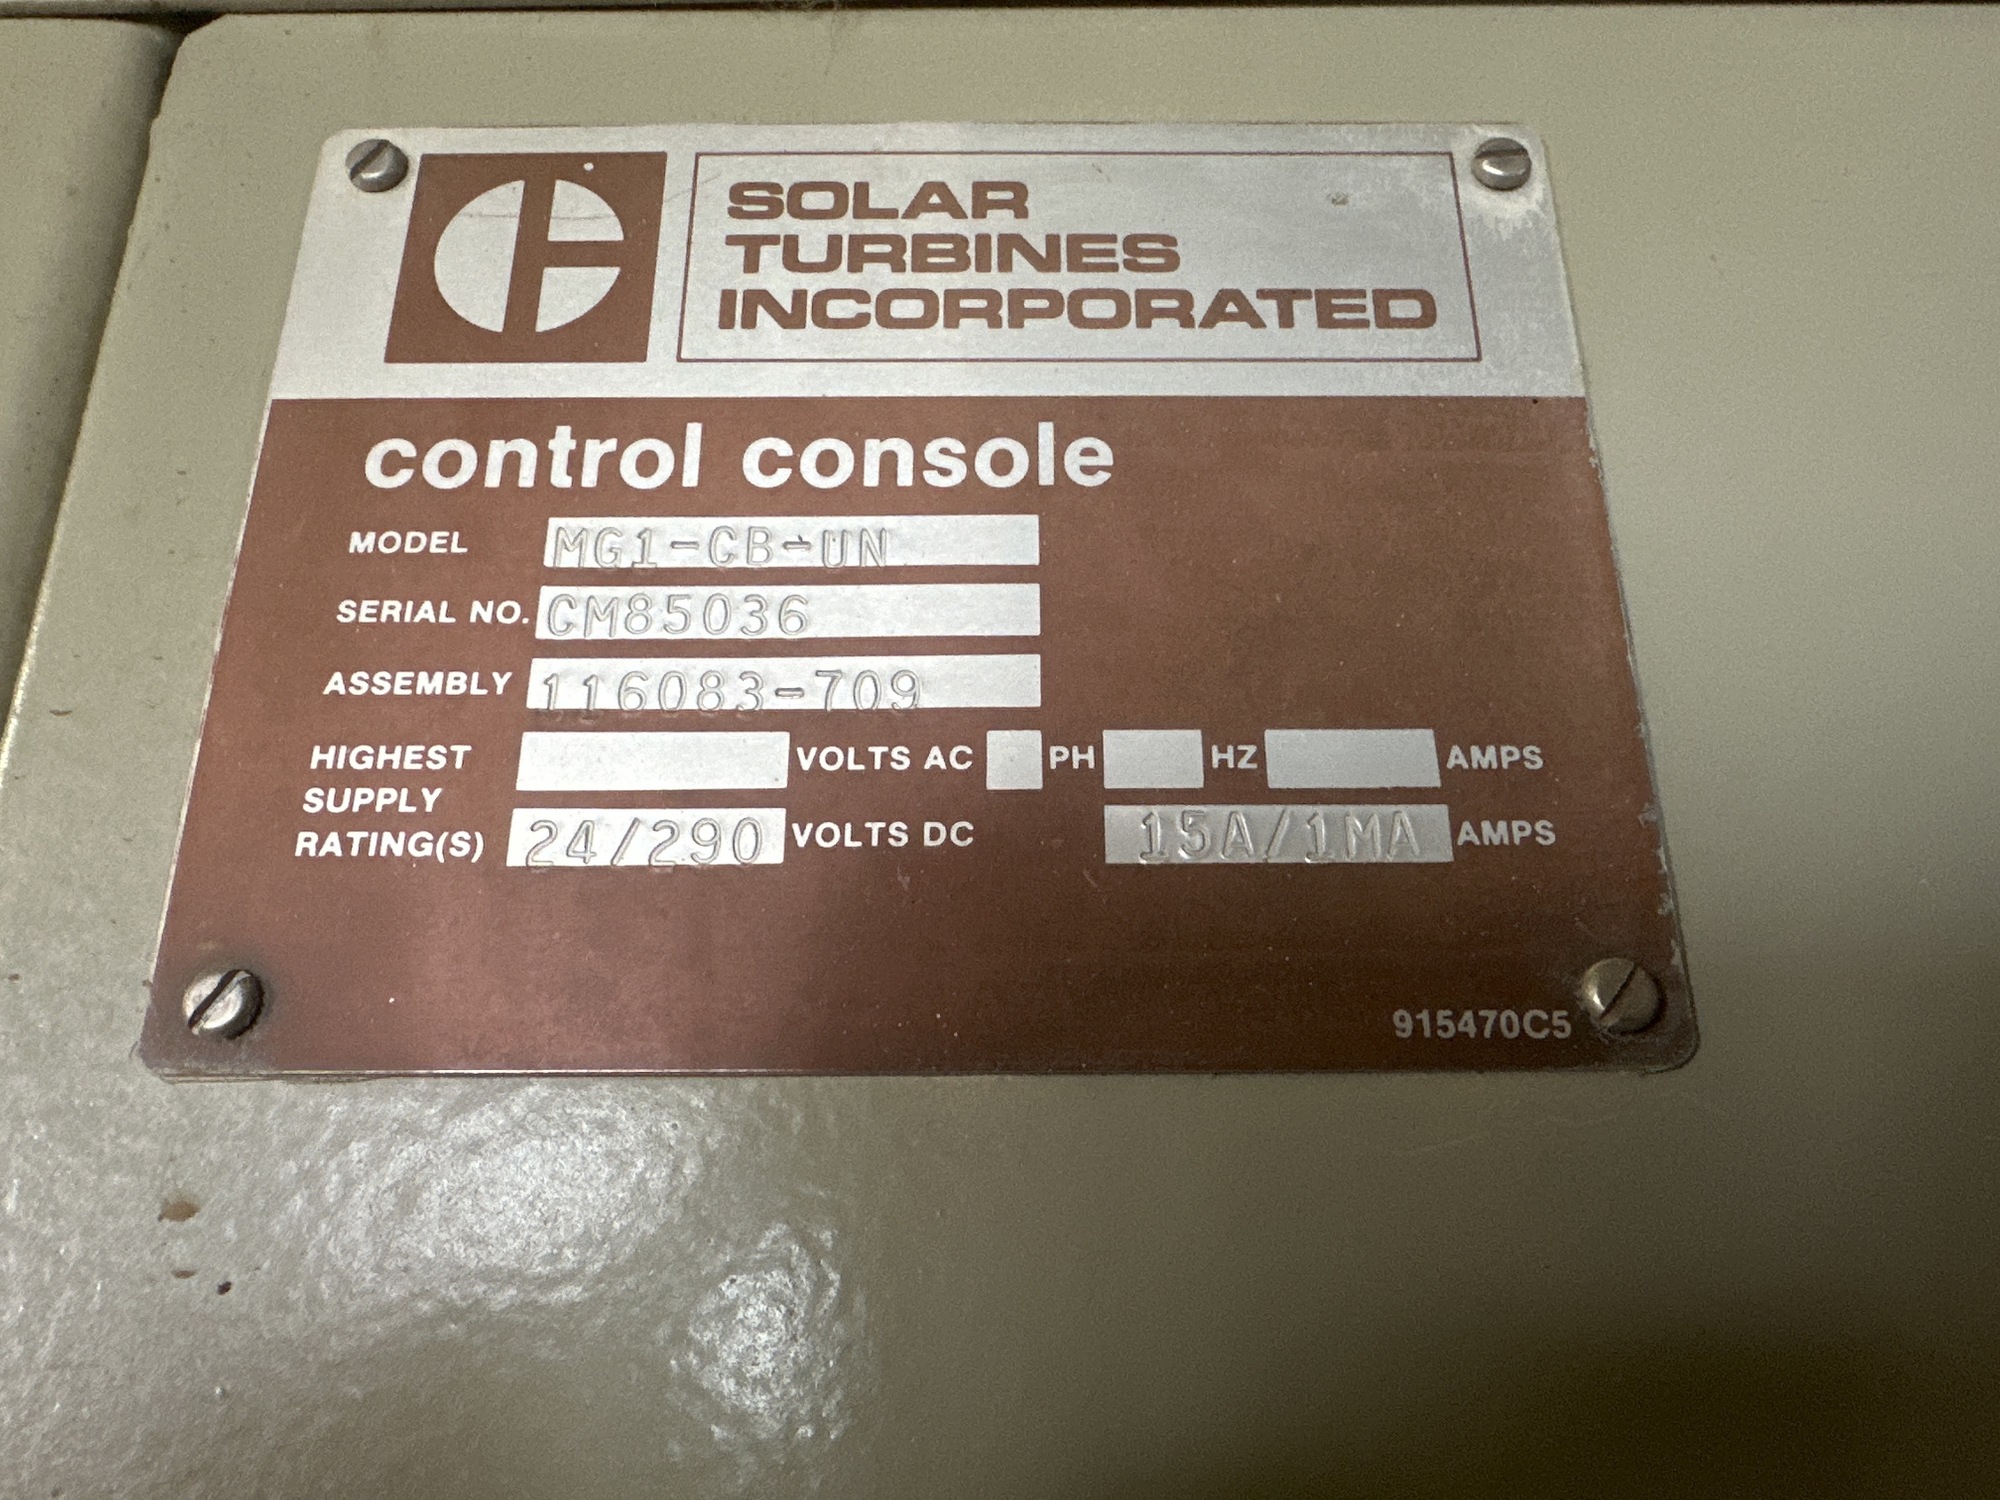 SOLAR
TURBINES
INCORPORATED
control console
MODEL MG1-CB-UN
SERIAL NO. CM85036
ASSEMBLY 116083-709
HIGHEST VOLTS AC PH HZ AMPS
SUPPLY
RATING(S) 24/290 VOLTS DC 15A/1MA AMPS
915470C5